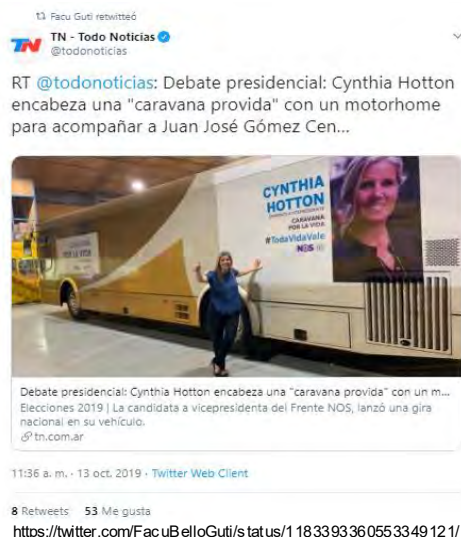 Facu Guti retwitteó
TN TN - Todo Noticias
@todonoticias
RT @todonoticias: Debate presidencial: Cynthia Hotton
encabeza una "caravana provida" con un motorhome
para acompañar a Juan José Gómez Cen...
CYNTHIA
HOTTON
CARAVANA
POR LA VIDA
#TodaVidaVale
NOS
Debate presidencial: Cynthia Hotton encabeza una "caravana provida" con un m...
Elecciones 2019 | La candidata a vicepresidenta del Frente NOS, lanzó una gira
nacional en su vehículo.
tn.com.ar
11:36 a. m. · 13 oct. 2019 · Twitter Web Client
8 Retweets 53 Me gusta
https://twitter.com/FacuBelloGuti/status/1183393360553349121/